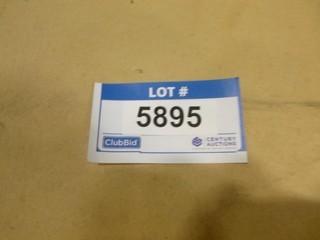 LOT #
5895
ClubBid
CENTURY
AUCTIONS